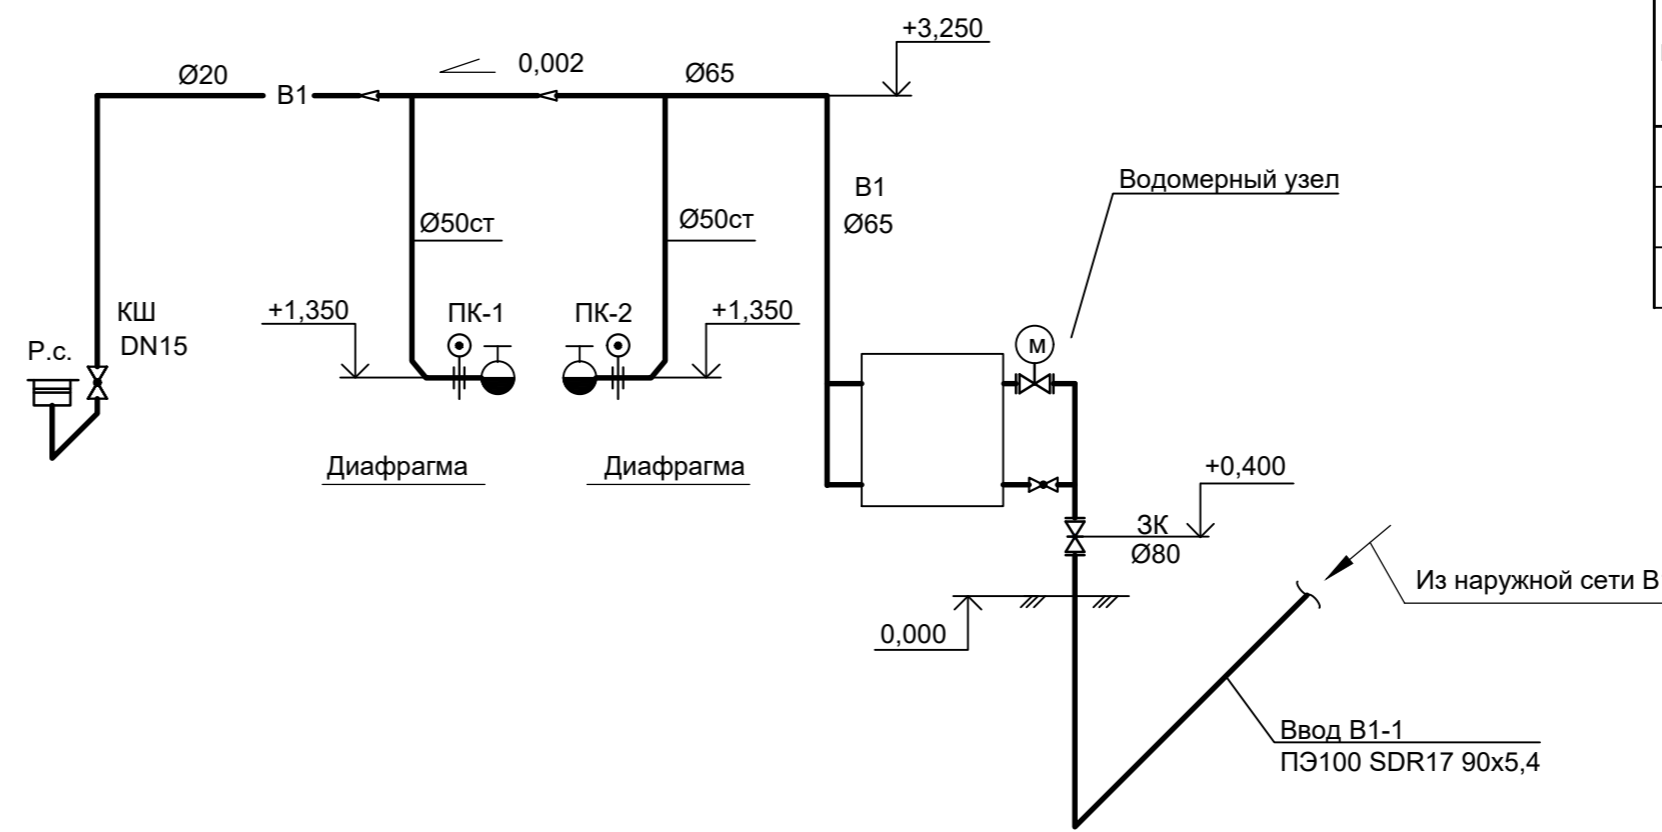 +3,250
0,002
Ø20
Ø65
В1
Водомерный узел
В1
Ø65
Ø50ст
Ø50ст
+1,350
ПК-1
ПК-2
+1,350
КШ
DN15
Р.с.
М
Диафрагма
Диафрагма
+0,400
ЗК
Ø80
Из наружной сети В
0,000
Ввод В1-1
ПЭ100 SDR17 90х5,4